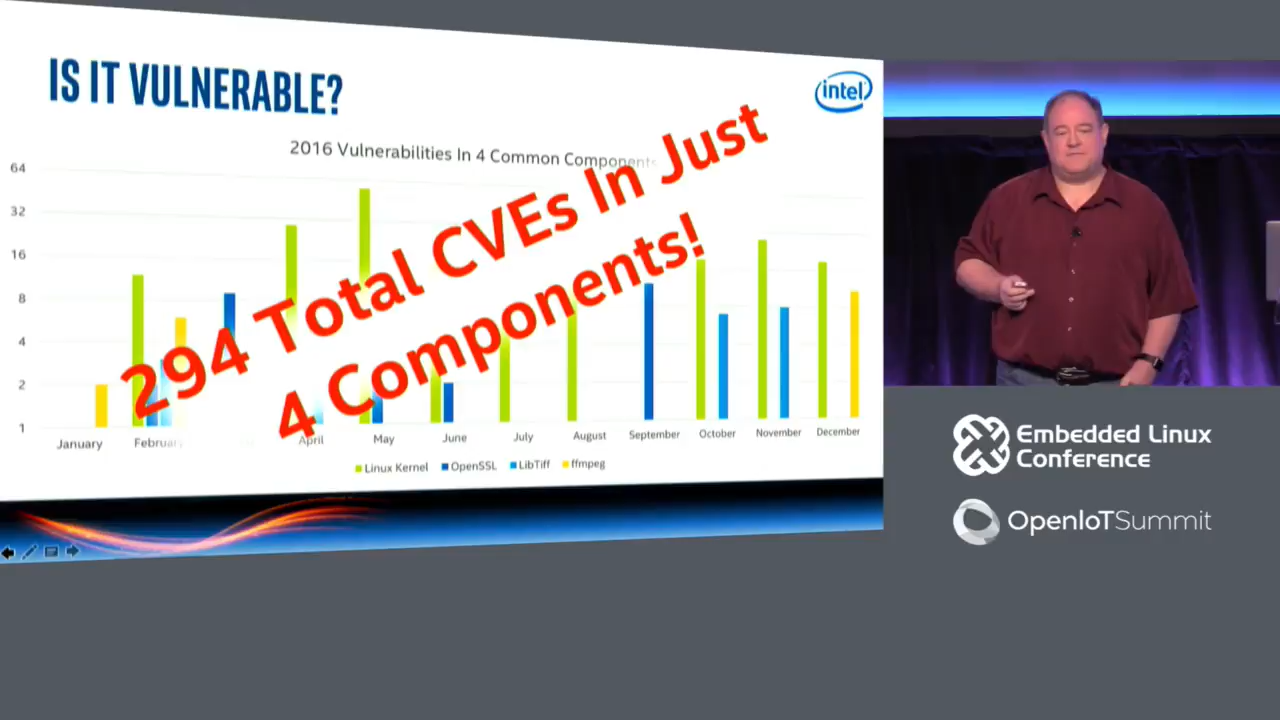 IS IT VULNERABLE?
intel
2016 Vulnerabilities In 4 Common Components
294 Total CVEs In Just
4 Components!
64
32
16
8
4
2
1
January February April May June July August September October November December
Linux Kernel OpenSSL LibTiff ffmpeg
Embedded Linux
Conference
OpenIoTSummit